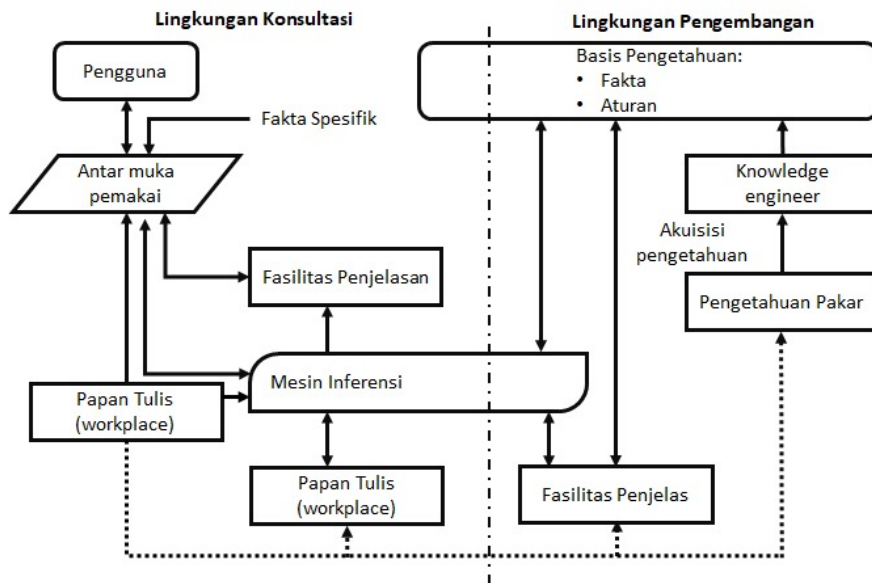 Lingkungan Konsultasi
Lingkungan Pengembangan
Pengguna
Basis Pengetahuan:
• Fakta
• Aturan
Fakta Spesifik
Antar muka
pemakai
Knowledge
engineer
Akuisisi
pengetahuan
Fasilitas Penjelasan
Pengetahuan Pakar
Mesin Inferensi
Papan Tulis
(workplace)
Papan Tulis
(workplace)
Fasilitas Penjelas